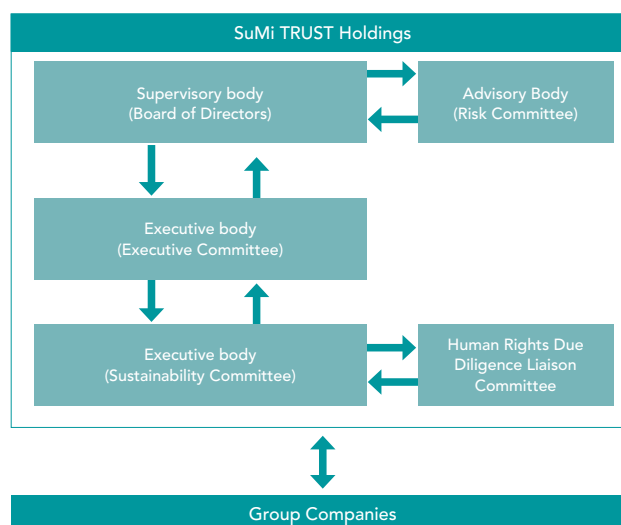 SuMi TRUST Holdings
Supervisory body
(Board of Directors)
Advisory Body
(Risk Committee)
Executive body
(Executive Committee)
Executive body
(Sustainability Committee)
Human Rights Due
Diligence Liaison
Committee
Group Companies